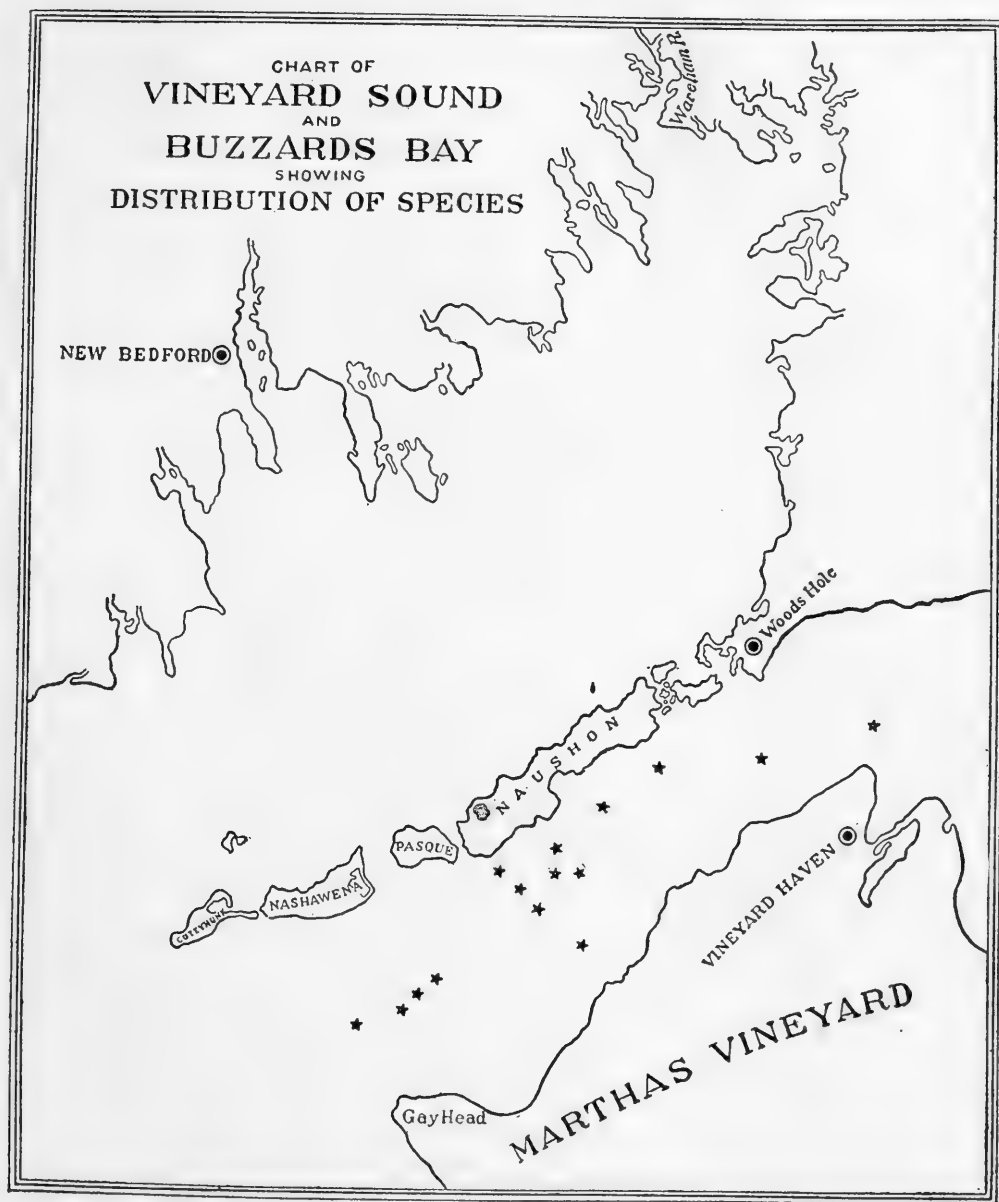 CHART OF
VINEYARD SOUND
AND
BUZZARDS BAY
SHOWING
DISTRIBUTION OF SPECIES
Wareham R.
NEW BEDFORD
Woods Hole
NAUSHON
PASQUE
NASHAWENA
CUTTYHUNK
VINEYARD HAVEN
MARTHAS VINEYARD
Gay Head